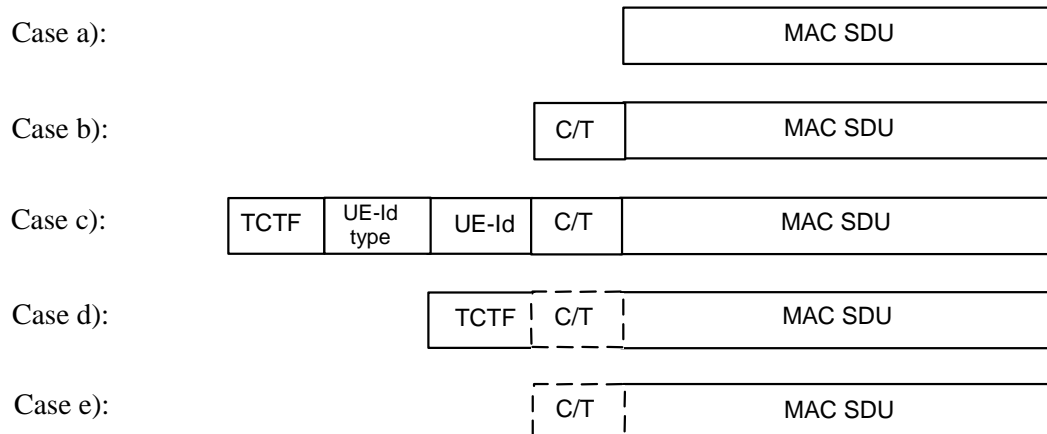 Case a): MAC SDU
Case b): C/T MAC SDU
Case c): TCTF UE-Id type UE-Id C/T MAC SDU
Case d): TCTF C/T MAC SDU
Case e): C/T MAC SDU